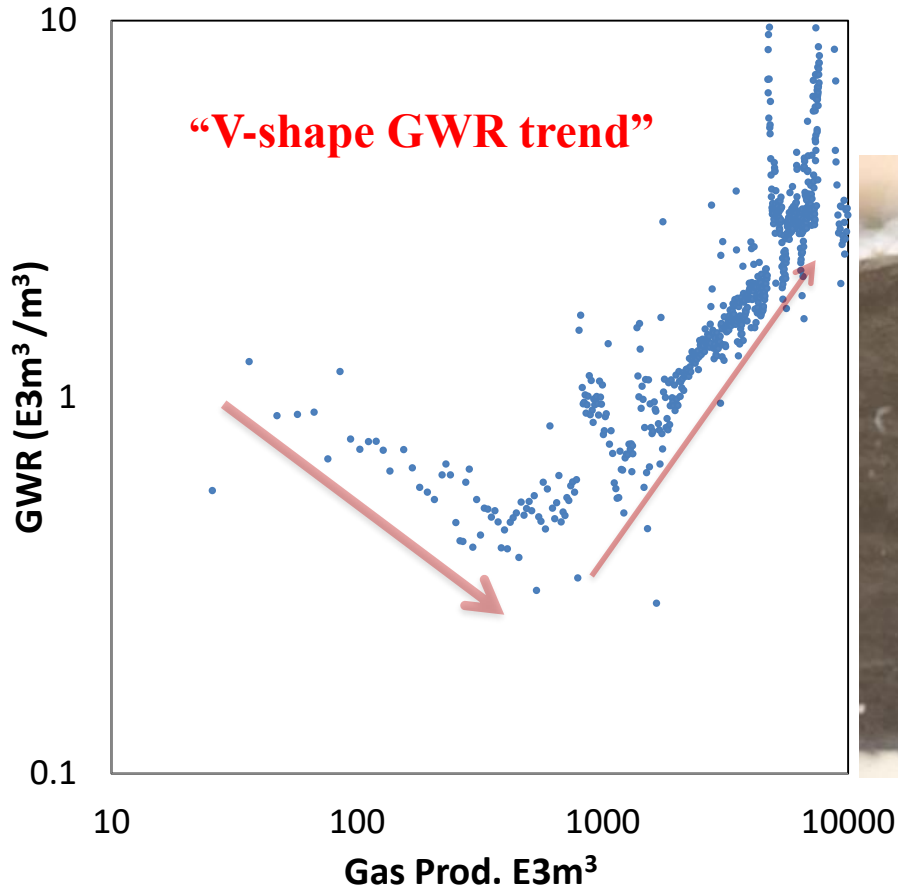 10
“V-shape GWR trend”
GWR (E3m³ /m³)
1
0.1
10
100
1000
10000
Gas Prod. E3m³